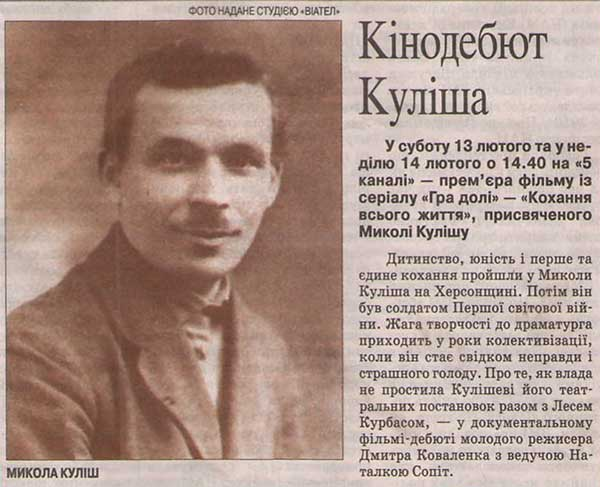 ФОТО НАДАНЕ СТУДІЄЮ «ВІАТЕЛ»
Кінодебют
Куліша
У суботу 13 лютого та у не-
ділю 14 лютого о 14.40 на «5
каналі» — прем’єра фільму із
серіалу «Гра долі» — «Кохання
всього життя», присвяченого
Миколі Кулішу
Дитинство, юність і перше та
єдине кохання пройшли у Миколи
Куліша на Херсонщині. Потім він
був солдатом Першої світової вій-
ни. Жага творчості до драматурга
приходить у роки колективізації,
коли він стає свідком неправди і
страшного голоду. Про те, як влада
не простила Кулішеві його теат-
ральних постановок разом з Лесем
Курбасом, — у документальному
фільмі-дебюті молодого режисера
Дмитра Коваленка з ведучою На-
талкою Сопіт.
МИКОЛА КУЛІШ